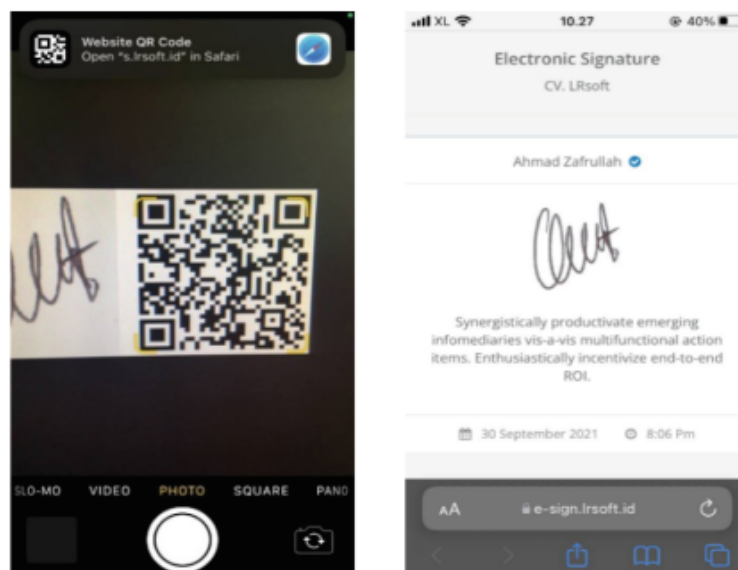 Website QR Code
Open "s.lrsoft.id" in Safari
SLO-MO VIDEO PHOTO SQUARE PANO
XL 10.27 40%
Electronic Signature
CV. LRsoft
Ahmad Zafrullah
Synergistically productivate emerging
infomediaries vis-a-vis multifunctional action
items. Enthusiastically incentivize end-to-end
ROI.
30 September 2021 8:06 Pm
AA e-sign.lrsoft.id